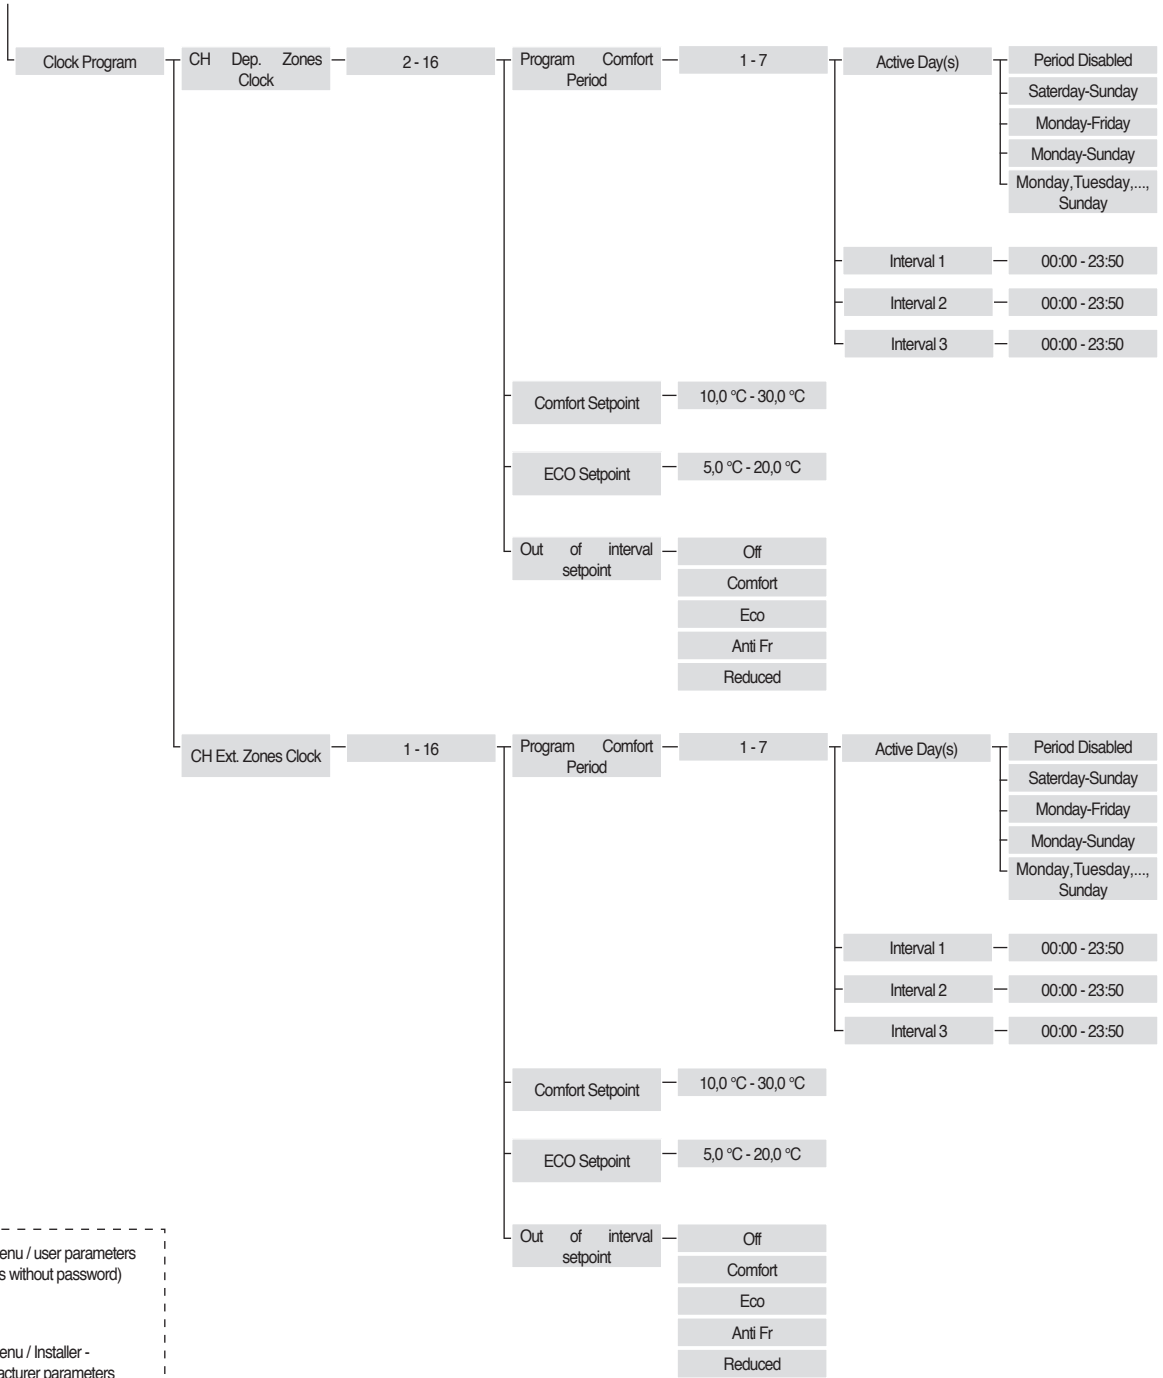 Clock Program
CH Dep. Zones
Clock
2 - 16
Program Comfort
Period
1 - 7
Active Day(s)
Period Disabled
Saterday-Sunday
Monday-Friday
Monday-Sunday
Monday,Tuesday,...,
Sunday
Interval 1
00:00 - 23:50
Interval 2
00:00 - 23:50
Interval 3
00:00 - 23:50
Comfort Setpoint
10,0 °C - 30,0 °C
ECO Setpoint
5,0 °C - 20,0 °C
Out of interval
setpoint
Off
Comfort
Eco
Anti Fr
Reduced
CH Ext. Zones Clock
1 - 16
Program Comfort
Period
1 - 7
Active Day(s)
Period Disabled
Saterday-Sunday
Monday-Friday
Monday-Sunday
Monday,Tuesday,...,
Sunday
Interval 1
00:00 - 23:50
Interval 2
00:00 - 23:50
Interval 3
00:00 - 23:50
Comfort Setpoint
10,0 °C - 30,0 °C
ECO Setpoint
5,0 °C - 20,0 °C
Out of interval
setpoint
Off
Comfort
Eco
Anti Fr
Reduced
enu / user parameters
s without password)
enu / Installer -
acturer parameters